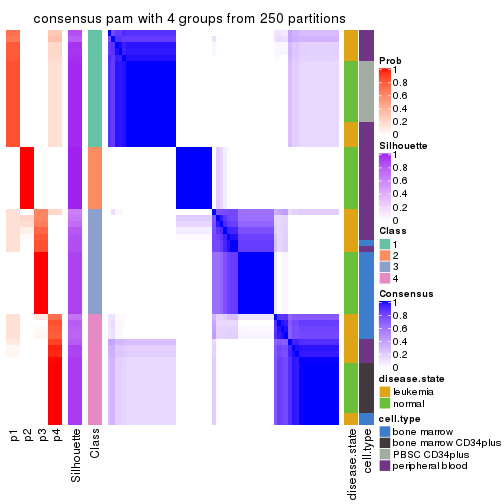 consensus pam with 4 groups from 250 partitions
Prob
1
0.8
0.6
0.4
0.2
0
Silhouette
1
0.8
0.6
0.4
0.2
0
Class
1
2
3
4
Consensus
1
0.8
0.6
0.4
0.2
0
disease.state
leukemia
normal
cell.type
bone marrow
bone marrow CD34plus
PBSC CD34plus
peripheral blood
p1
p2
p3
p4
Silhouette
Class
disease.state
cell.type